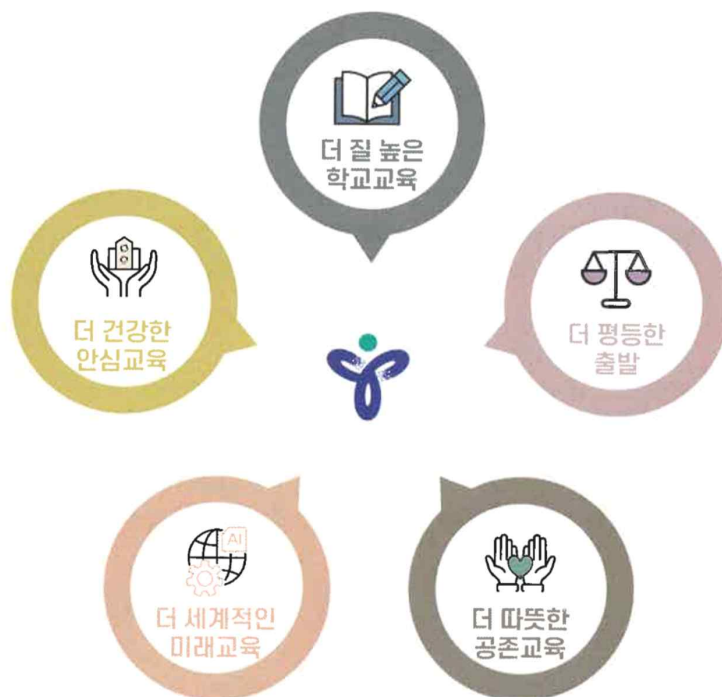 더 질 높은
학교교육
더 평등한
출발
더 따뜻한
공존교육
AI
더 세계적인
미래교육
더 건강한
안심교육